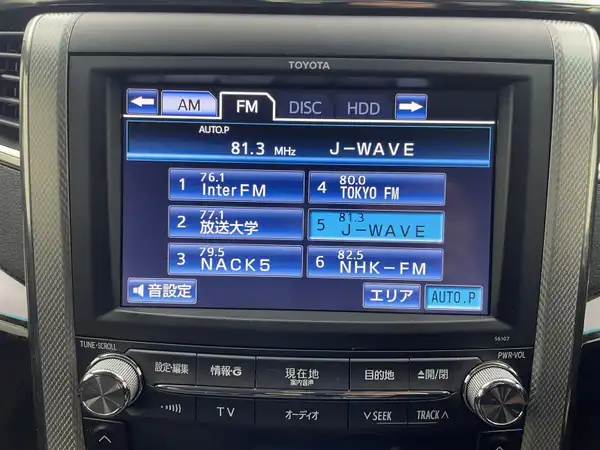 TOYOTA
AM FM DISC HDD
AUTO.P
81.3 MHz J-WAVE
1 76.1 InterFM
4 80.0 TOKYO FM
2 77.1 放送大学
5 81.3 J-WAVE
3 79.5 NACK5
6 82.5 NHK-FM
音設定 エリア AUTO.P
56107
TUNE•SCROLL PWR•VOL
設定・編集 情報G 現在地 案内音声 目的地 ▲開/閉
TV オーディオ ∨SEEK TRACK∧